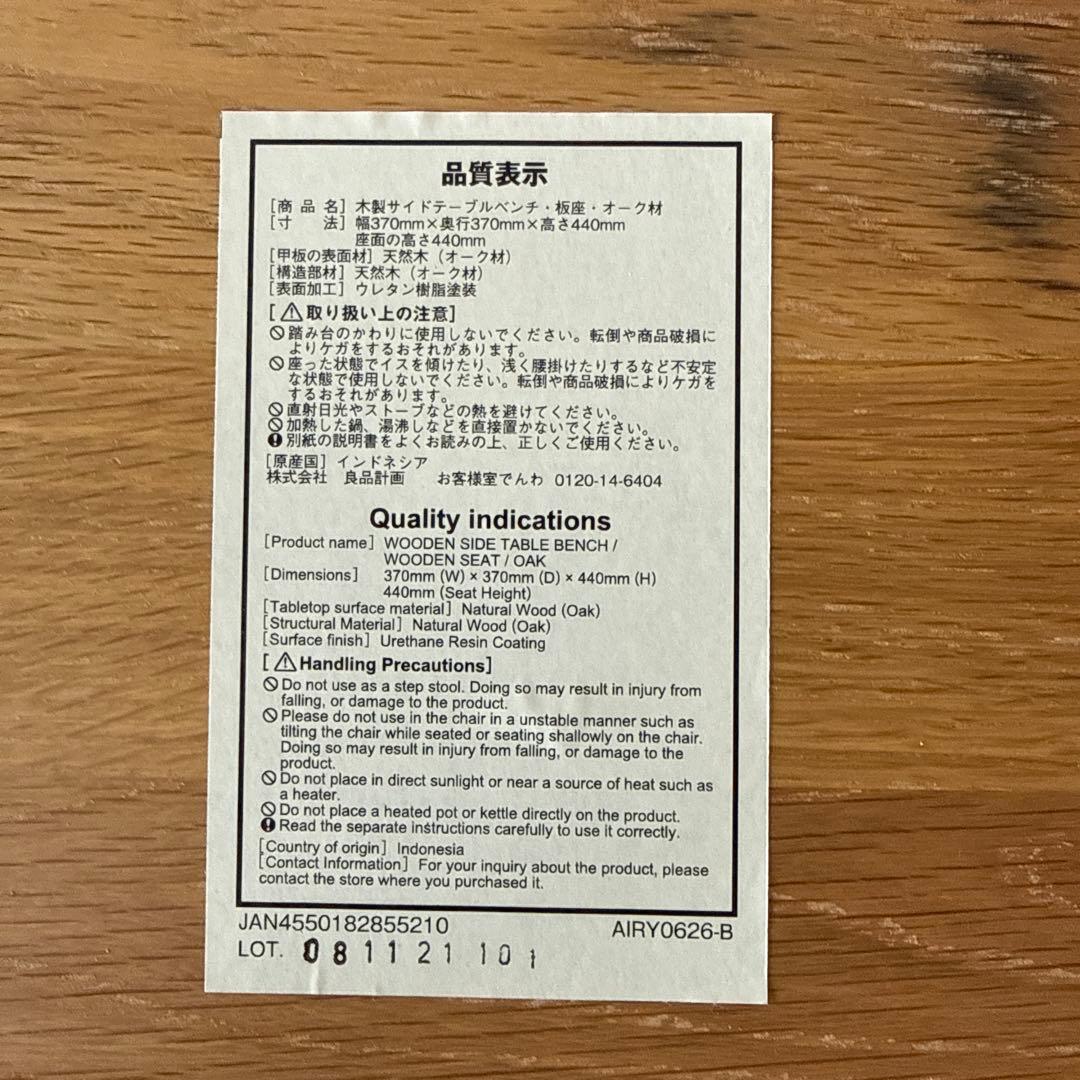 品質表示
[商品名] 木製サイドテーブルベンチ・板座・オーク材
[寸 法] 幅370mm×奥行370mm×高さ440mm
座面の高さ440mm
[甲板の表面材] 天然木(オーク材)
[構造部材] 天然木(オーク材)
[表面加工] ウレタン樹脂塗装
[⚠取り扱い上の注意]
🚫踏み台のかわりに使用しないでください。転倒や商品破損に
よりケガをするおそれがあります。
🚫座った状態でイスを傾けたり、浅く腰掛けたりするなど不安定
な状態で使用しないでください。転倒や商品破損によりケガを
するおそれがあります。
🚫直射日光やストーブなどの熱を避けてください。
🚫加熱した鍋、湯沸しなどを直接置かないでください。
❗別紙の説明書をよくお読みの上、正しくご使用ください。
[原産国] インドネシア
株式会社 良品計画 お客様室でんわ 0120-14-6404
Quality indications
[Product name] WOODEN SIDE TABLE BENCH /
WOODEN SEAT / OAK
[Dimensions] 370mm (W) × 370mm (D) × 440mm (H)
440mm (Seat Height)
[Tabletop surface material] Natural Wood (Oak)
[Structural Material] Natural Wood (Oak)
[Surface finish] Urethane Resin Coating
[⚠Handling Precautions]
🚫Do not use as a step stool. Doing so may result in injury from
falling, or damage to the product.
🚫Please do not use in the chair in a unstable manner such as
tilting the chair while seated or seating shallowly on the chair.
Doing so may result in injury from falling, or damage to the
product.
🚫Do not place in direct sunlight or near a source of heat such as
a heater.
🚫Do not place a heated pot or kettle directly on the product.
❗Read the separate instructions carefully to use it correctly.
[Country of origin] Indonesia
[Contact Information] For your inquiry about the product, please
contact the store where you purchased it.
JAN4550182855210 AIRY0626-B
LOT. 08 11 21 101